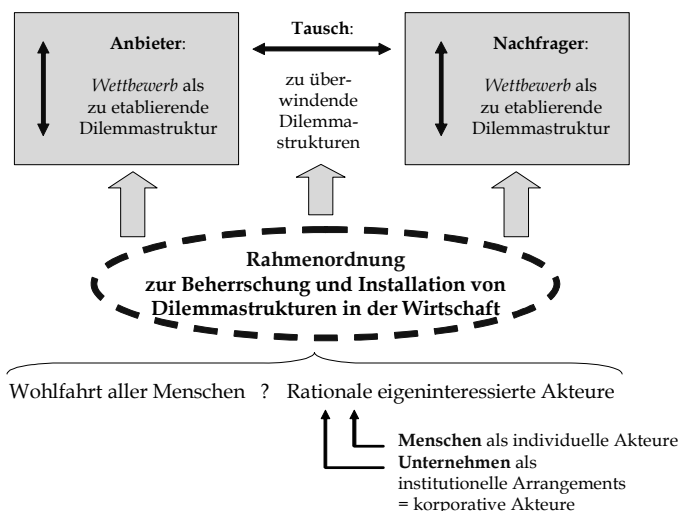 Anbieter:
Wettbewerb als
zu etablierende
Dilemmastruktur
Tausch:
zu über-
windende
Dilemma-
strukturen
Nachfrager:
Wettbewerb als
zu etablierende
Dilemmastruktur
Rahmenordnung
zur Beherrschung und Installation von
Dilemmastrukturen in der Wirtschaft
Wohlfahrt aller Menschen ? Rationale eigeninteressierte Akteure
Menschen als individuelle Akteure
Unternehmen als
institutionelle Arrangements
= korporative Akteure